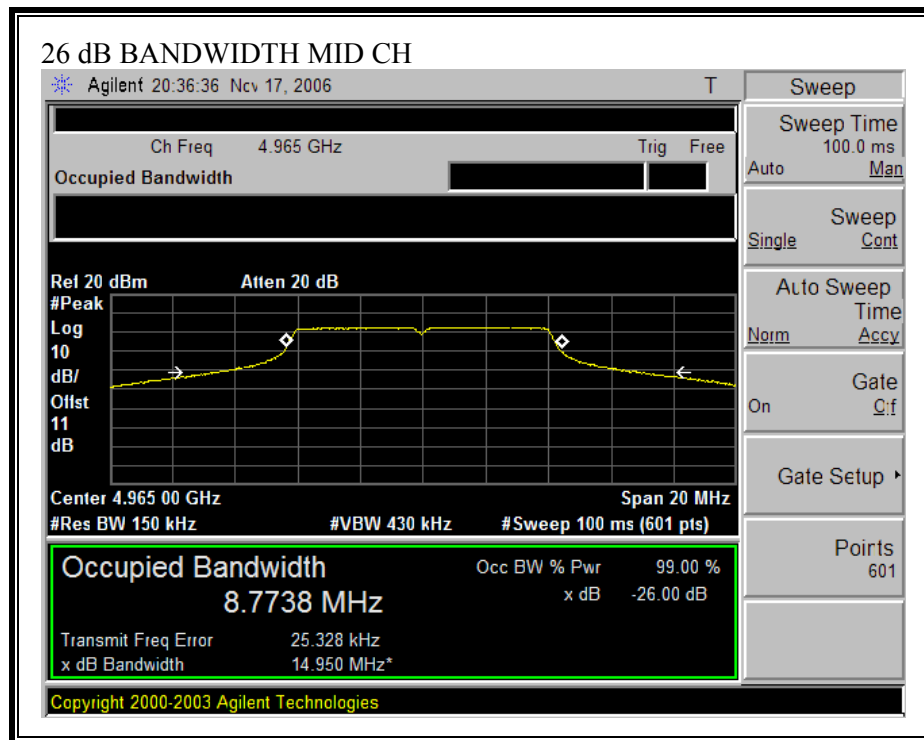 26 dB BANDWIDTH MID CH
Agilent 20:36:36 Nov 17, 2006 T
Sweep
Ch Freq 4.965 GHz Trig Free
Occupied Bandwidth
Sweep Time
100.0 ms
Auto Man
Sweep
Single Cont
Auto Sweep
Time
Norm Accy
Gate
On Off
Gate Setup
Points
601
Ref 20 dBm Atten 20 dB
#Peak
Log
10
dB/
Offst
11
dB
Center 4.965 00 GHz Span 20 MHz
#Res BW 150 kHz #VBW 430 kHz #Sweep 100 ms (601 pts)
Occupied Bandwidth Occ BW % Pwr 99.00 %
8.7738 MHz x dB -26.00 dB
Transmit Freq Error 25.328 kHz
x dB Bandwidth 14.950 MHz*
Copyright 2000-2003 Agilent Technologies